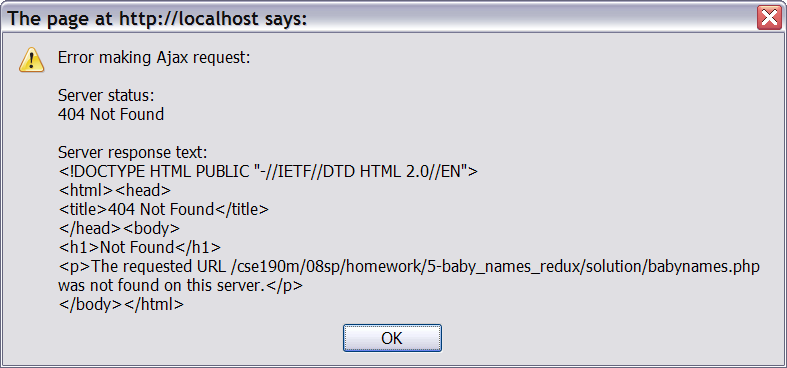 The page at http://localhost says:
Error making Ajax request:
Server status:
404 Not Found
Server response text:
<!DOCTYPE HTML PUBLIC "-//IETF//DTD HTML 2.0//EN">
<html><head>
<title>404 Not Found</title>
</head><body>
<h1>Not Found</h1>
<p>The requested URL /cse190m/08sp/homework/5-baby_names_redux/solution/babynames.php
was not found on this server.</p>
</body></html>
OK